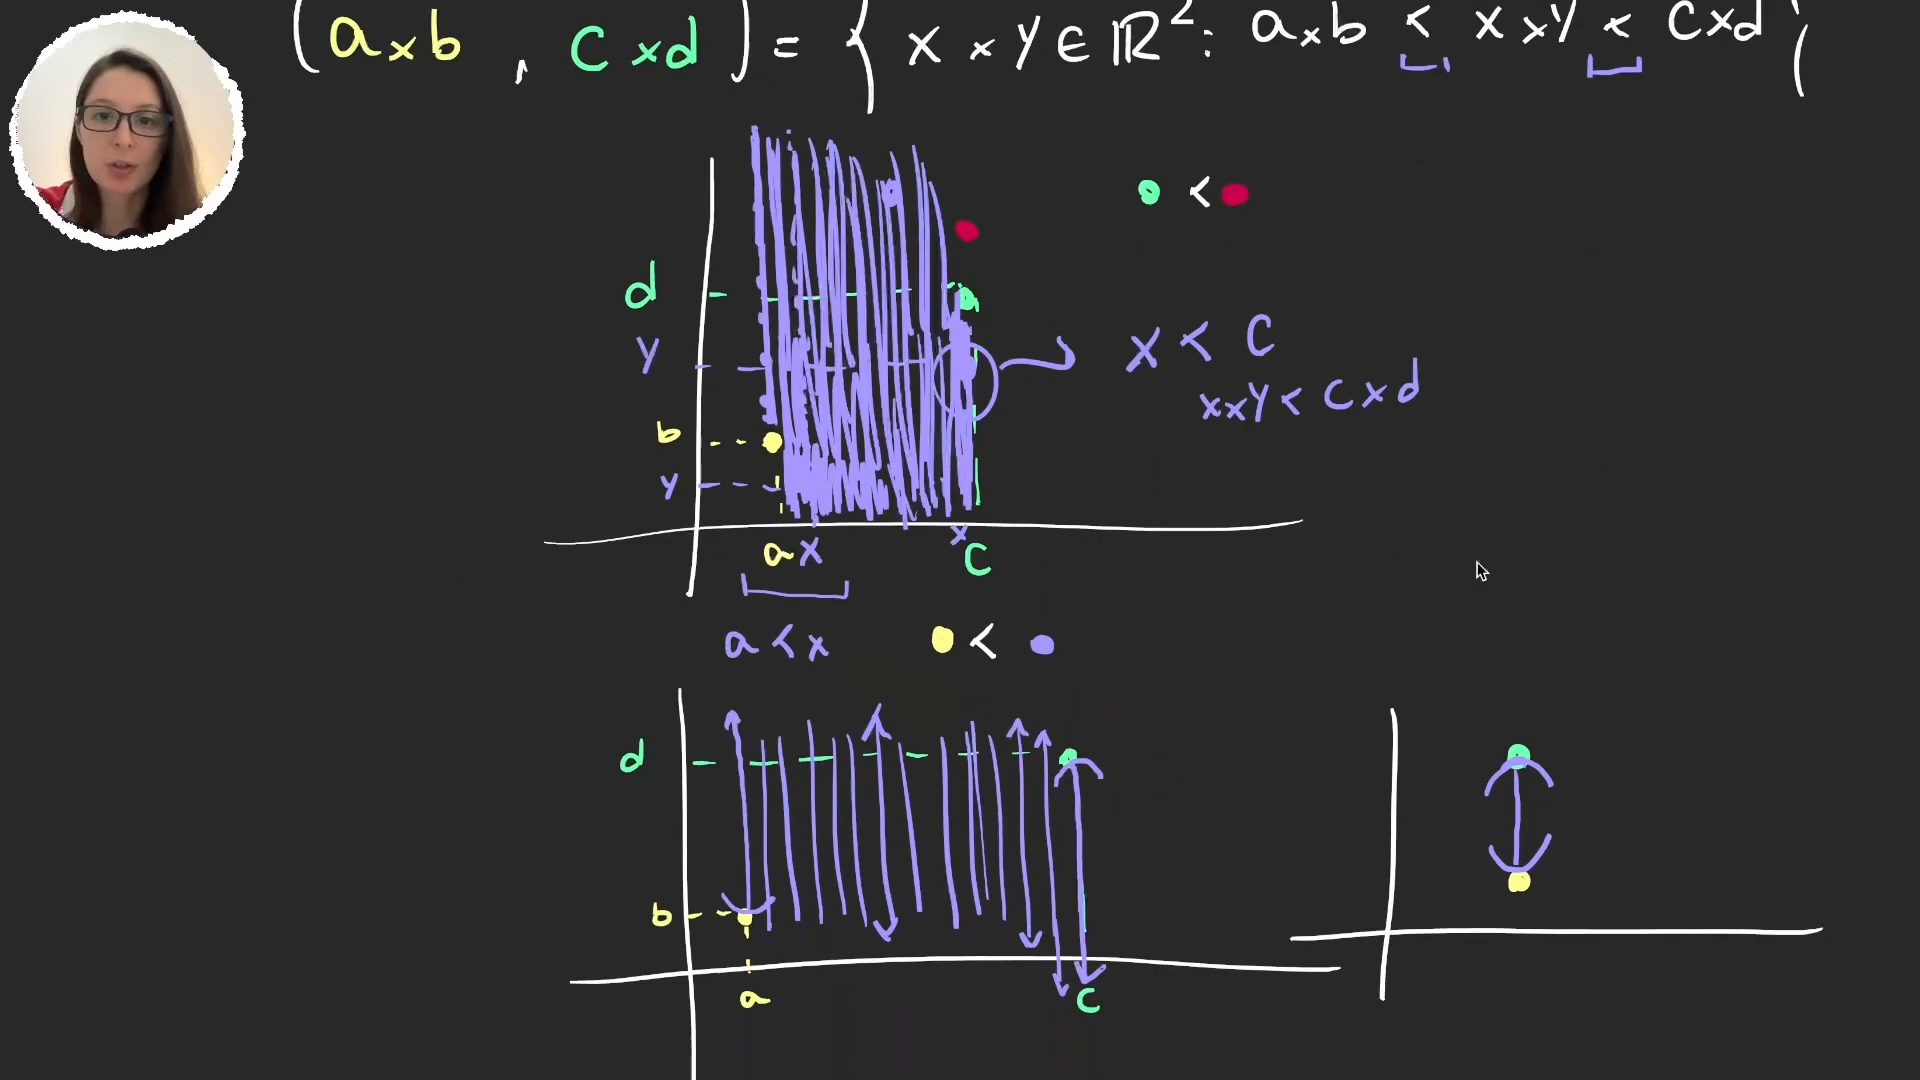 (a×b, c×d) = { x×y ∈ ℝ²: a×b < x×y < c×d }
<
d
y
x < c
x×y < c×d
b
y
a x x c
a < x <
d
b
a c